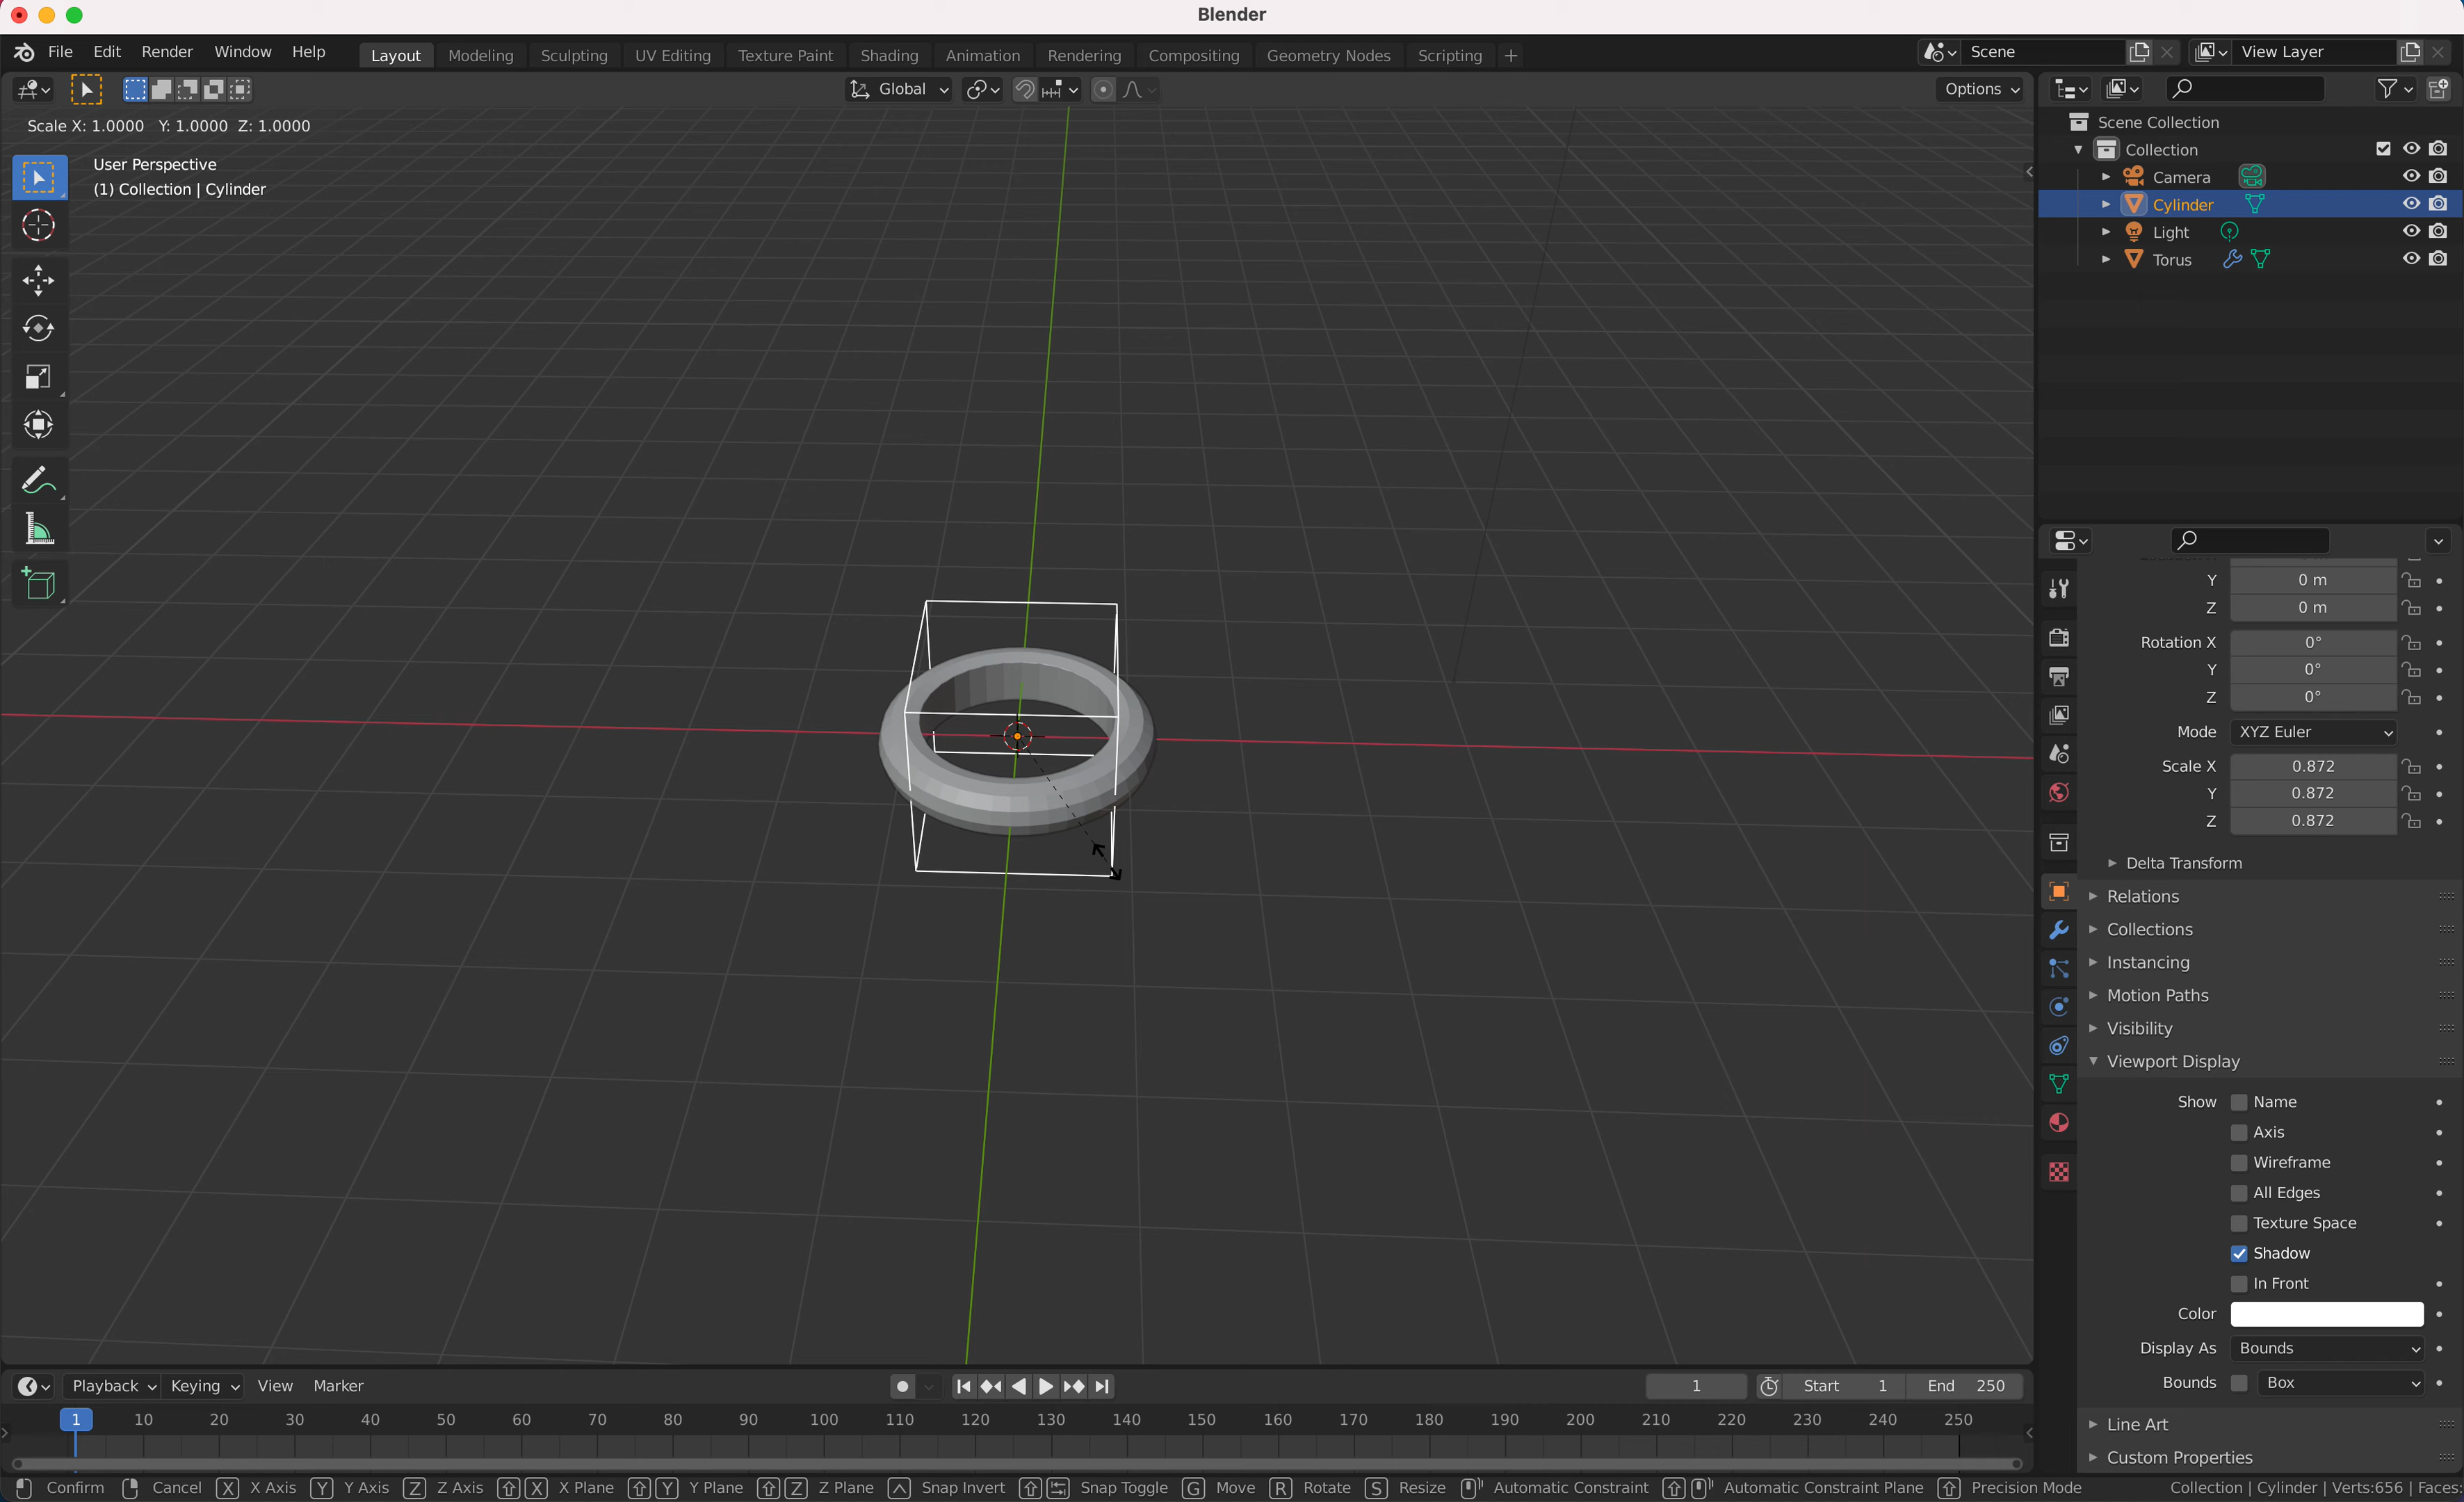 Blender
File Edit Render Window Help Layout Modeling Sculpting UV Editing Texture Paint Shading Animation Rendering Compositing Geometry Nodes Scripting + Scene View Layer
Global Options
Scale X: 1.0000 Y: 1.0000 Z: 1.0000
User Perspective
(1) Collection | Cylinder
Scene Collection
Collection
Camera
Cylinder
Light
Torus
Y 0 m
Z 0 m
Rotation X 0°
Y 0°
Z 0°
Mode XYZ Euler
Scale X 0.872
Y 0.872
Z 0.872
Delta Transform
Relations
Collections
Instancing
Motion Paths
Visibility
Viewport Display
Show Name
Axis
Wireframe
All Edges
Texture Space
Shadow
In Front
Color
Display As Bounds
Bounds Box
Line Art
Custom Properties
Playback Keying View Marker 1 Start 1 End 250
1 10 20 30 40 50 60 70 80 90 100 110 120 130 140 150 160 170 180 190 200 210 220 230 240 250
Confirm Cancel X X Axis Y Y Axis Z Z Axis X X Plane Y Y Plane Z Z Plane Snap Invert Snap Toggle G Move R Rotate S Resize Automatic Constraint Automatic Constraint Plane Precision Mode Collection | Cylinder | Verts:656 | Faces: